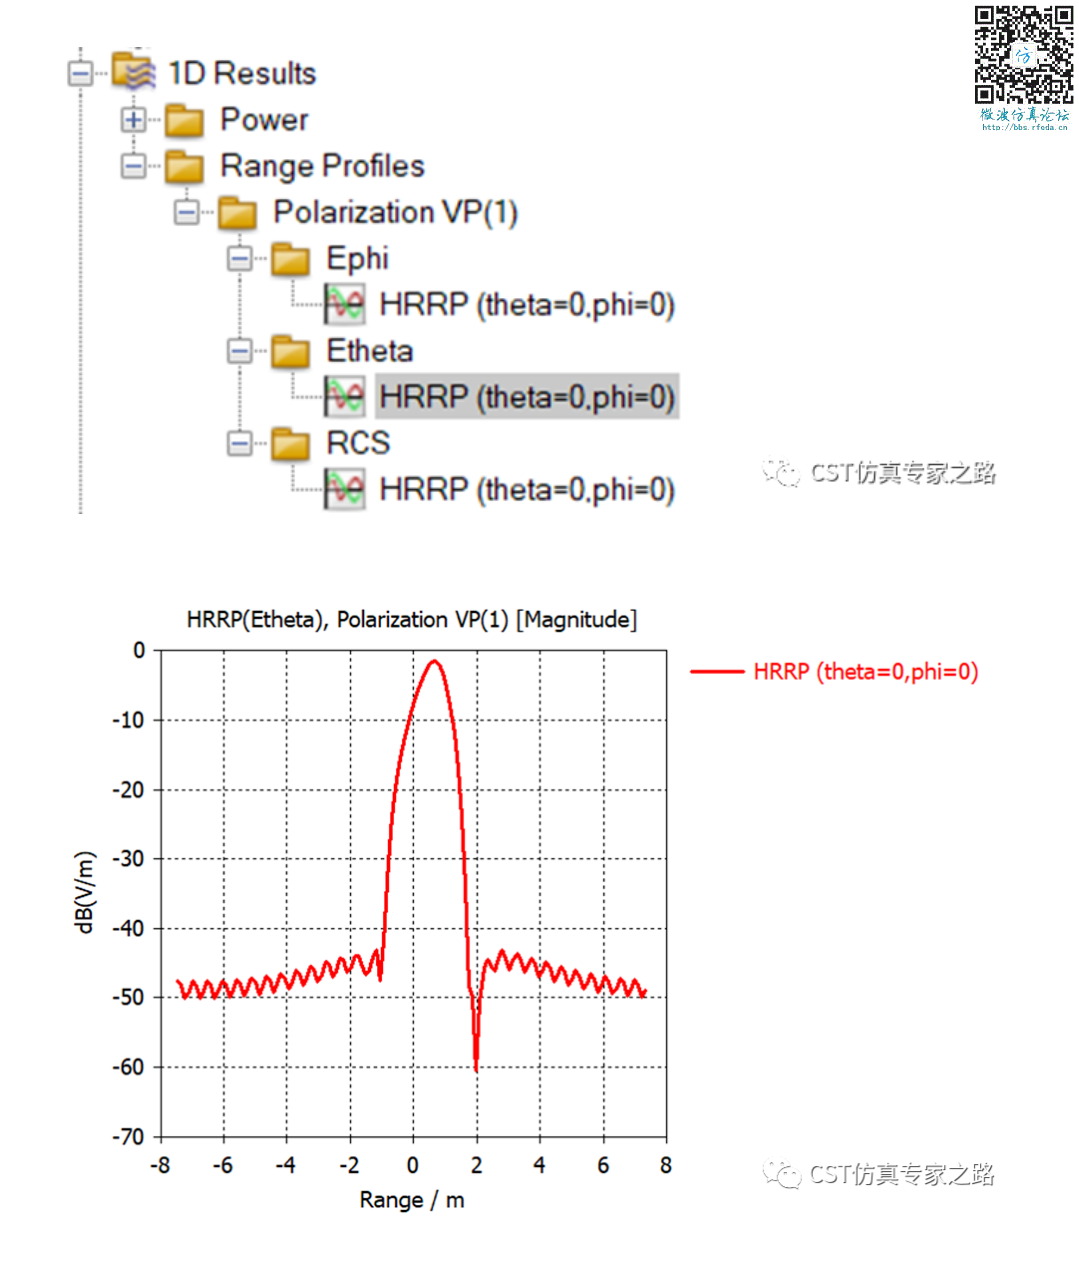 1D Results
Power
Range Profiles
Polarization VP(1)
Ephi
HRRP (theta=0,phi=0)
Etheta
HRRP (theta=0,phi=0)
RCS
HRRP (theta=0,phi=0)
仿
微波仿真论坛
http://bbs.rfeda.cn
CST仿真专家之路
HRRP(Etheta), Polarization VP(1) [Magnitude]
HRRP (theta=0,phi=0)
dB(V/m)
0
-10
-20
-30
-40
-50
-60
-70
-8 -6 -4 -2 0 2 4 6 8
Range / m
CST仿真专家之路